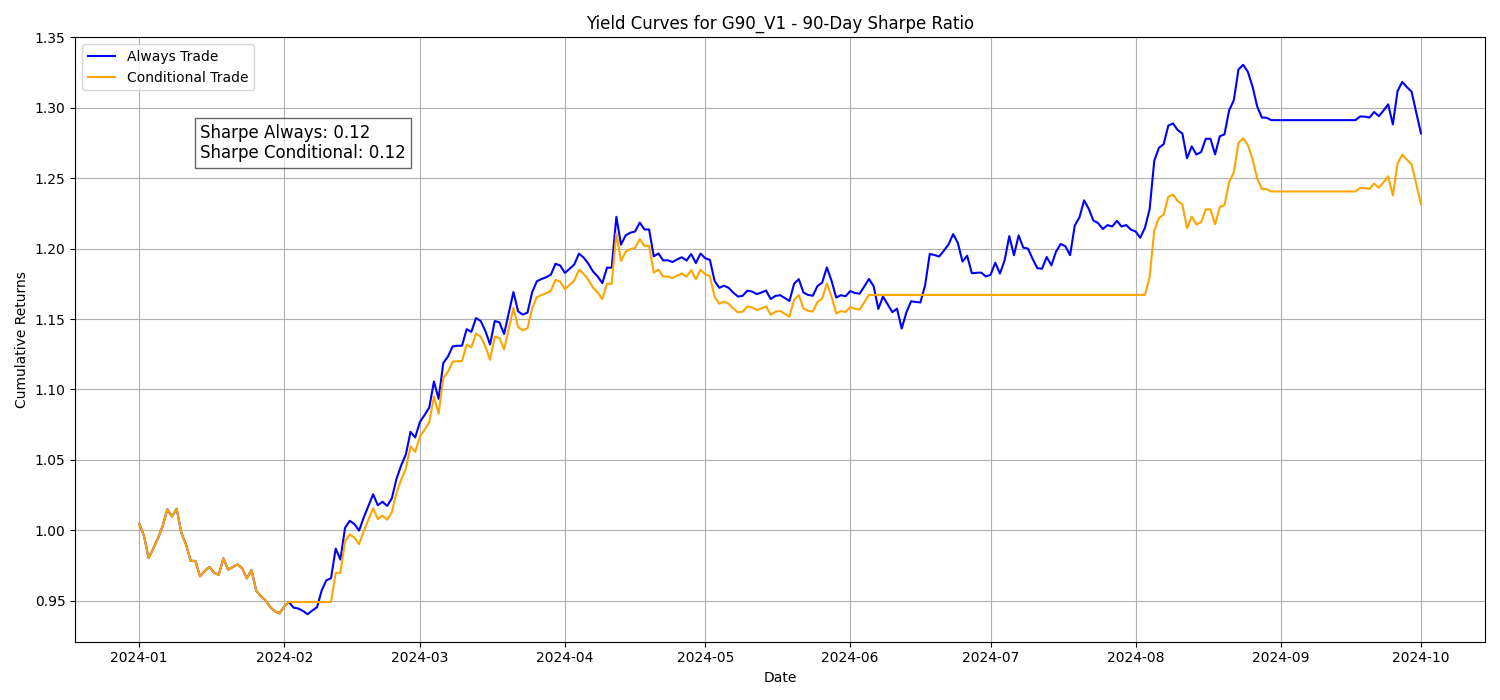 Yield Curves for G90_V1 - 90-Day Sharpe Ratio
1.35
1.30
1.25
1.20
1.15
1.10
1.05
1.00
0.95
Cumulative Returns
Always Trade
Conditional Trade
Sharpe Always: 0.12
Sharpe Conditional: 0.12
2024-01
2024-02
2024-03
2024-04
2024-05
2024-06
2024-07
2024-08
2024-09
2024-10
Date